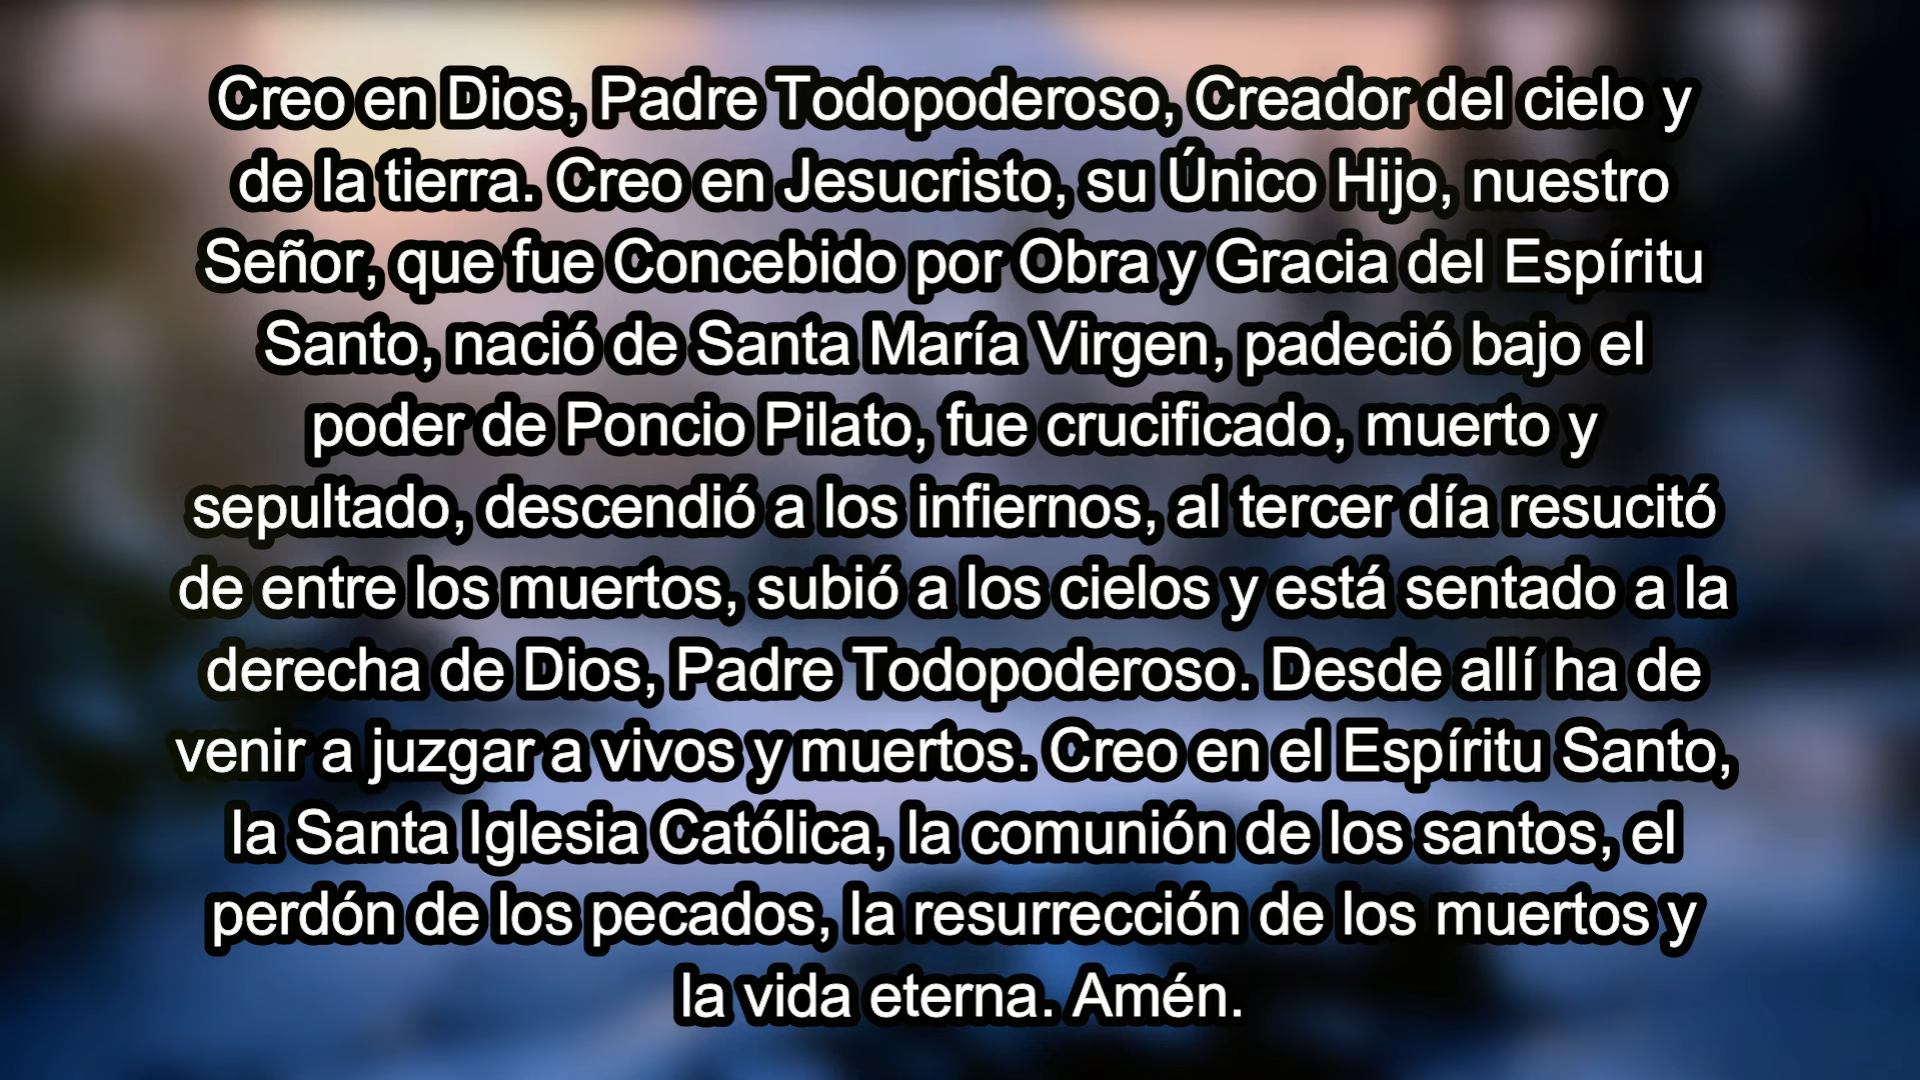 Creo en Dios, Padre Todopoderoso, Creador del cielo y
de la tierra. Creo en Jesucristo, su Único Hijo, nuestro
Señor, que fue Concebido por Obra y Gracia del Espíritu
Santo, nació de Santa María Virgen, padeció bajo el
poder de Poncio Pilato, fue crucificado, muerto y
sepultado, descendió a los infiernos, al tercer día resucitó
de entre los muertos, subió a los cielos y está sentado a la
derecha de Dios, Padre Todopoderoso. Desde allí ha de
venir a juzgar a vivos y muertos. Creo en el Espíritu Santo,
la Santa Iglesia Católica, la comunión de los santos, el
perdón de los pecados, la resurrección de los muertos y
la vida eterna. Amén.